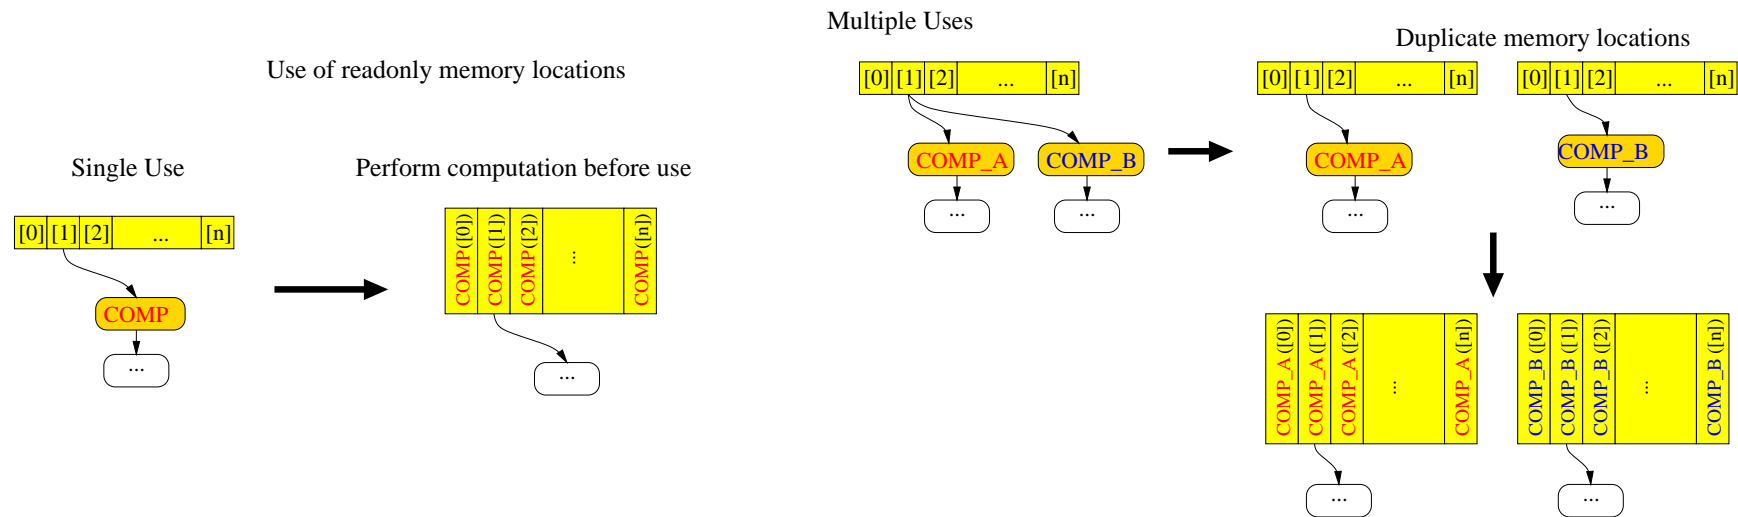 Use of readonly memory locations
Single Use
Perform computation before use
[0] [1] [2] ... [n]
COMP
...
COMP([0])
COMP([1])
COMP([2])
...
COMP([n])
...
Multiple Uses
[0] [1] [2] ... [n]
COMP_A COMP_B
... ...
Duplicate memory locations
[0] [1] [2] ... [n]
COMP_A
...
[0] [1] [2] ... [n]
COMP_B
...
COMP_A([0])
COMP_A([1])
COMP_A([2])
...
COMP_A([n])
...
COMP_B([0])
COMP_B([1])
COMP_B([2])
...
COMP_B([n])
...